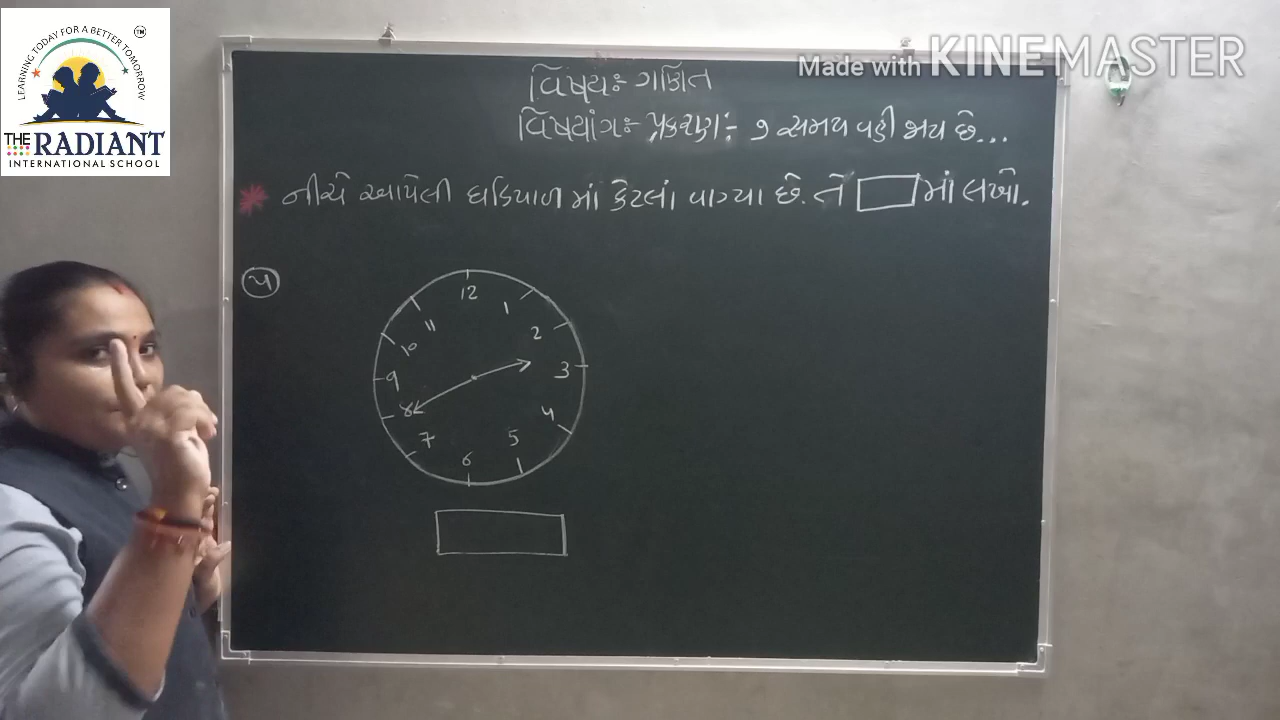 LEARNING TODAY FOR A BETTER TOMORROW
TM
THE RADIANT
INTERNATIONAL SCHOOL
Made with KINEMASTER
વિષય:- ગણિત
વિષયાંગ:- પ્રકરણ:- ૭ સમય વહી જાય છે...
* નીચે આપેલી ઘડિયાળ માં કેટલાં વાગ્યા છે. તે માં લખો.
૫
12
11 1
10 2
9 3
8 4
7 5
6